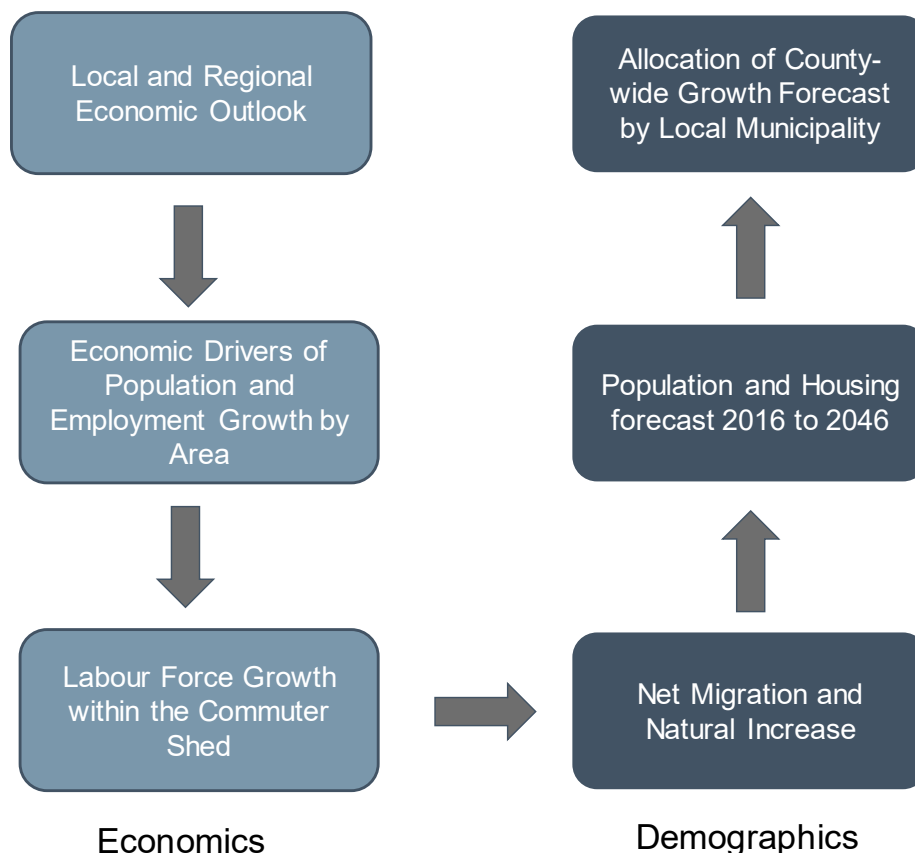 Local and Regional
Economic Outlook
Economic Drivers of
Population and
Employment Growth by
Area
Labour Force Growth
within the Commuter
Shed
Economics
Allocation of County-
wide Growth Forecast
by Local Municipality
Population and Housing
forecast 2016 to 2046
Net Migration and
Natural Increase
Demographics